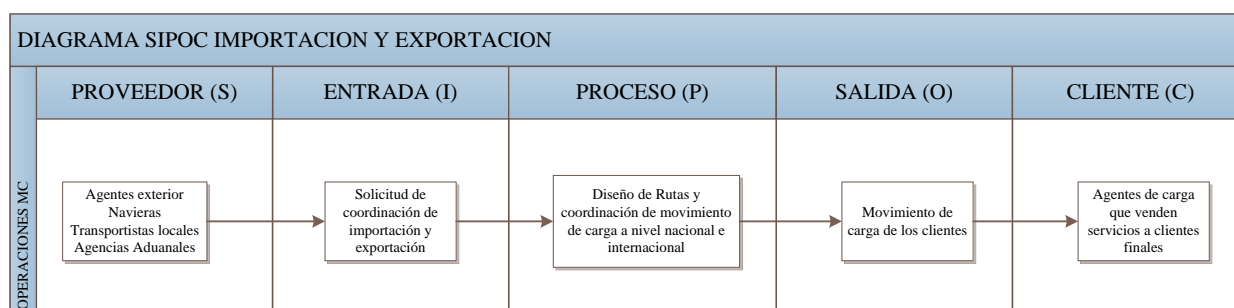 DIAGRAMA SIPOC IMPORTACION Y EXPORTACION
PROVEEDOR (S)
ENTRADA (I)
PROCESO (P)
SALIDA (O)
CLIENTE (C)
OPERACIONES MC
Agentes exterior
Navieras
Transportistas locales
Agencias Aduanales
Solicitud de
coordinación de
importación y
exportación
Diseño de Rutas y
coordinación de movimiento
de carga a nivel nacional e
internacional
Movimiento de
carga de los clientes
Agentes de carga
que venden
servicios a clientes
finales